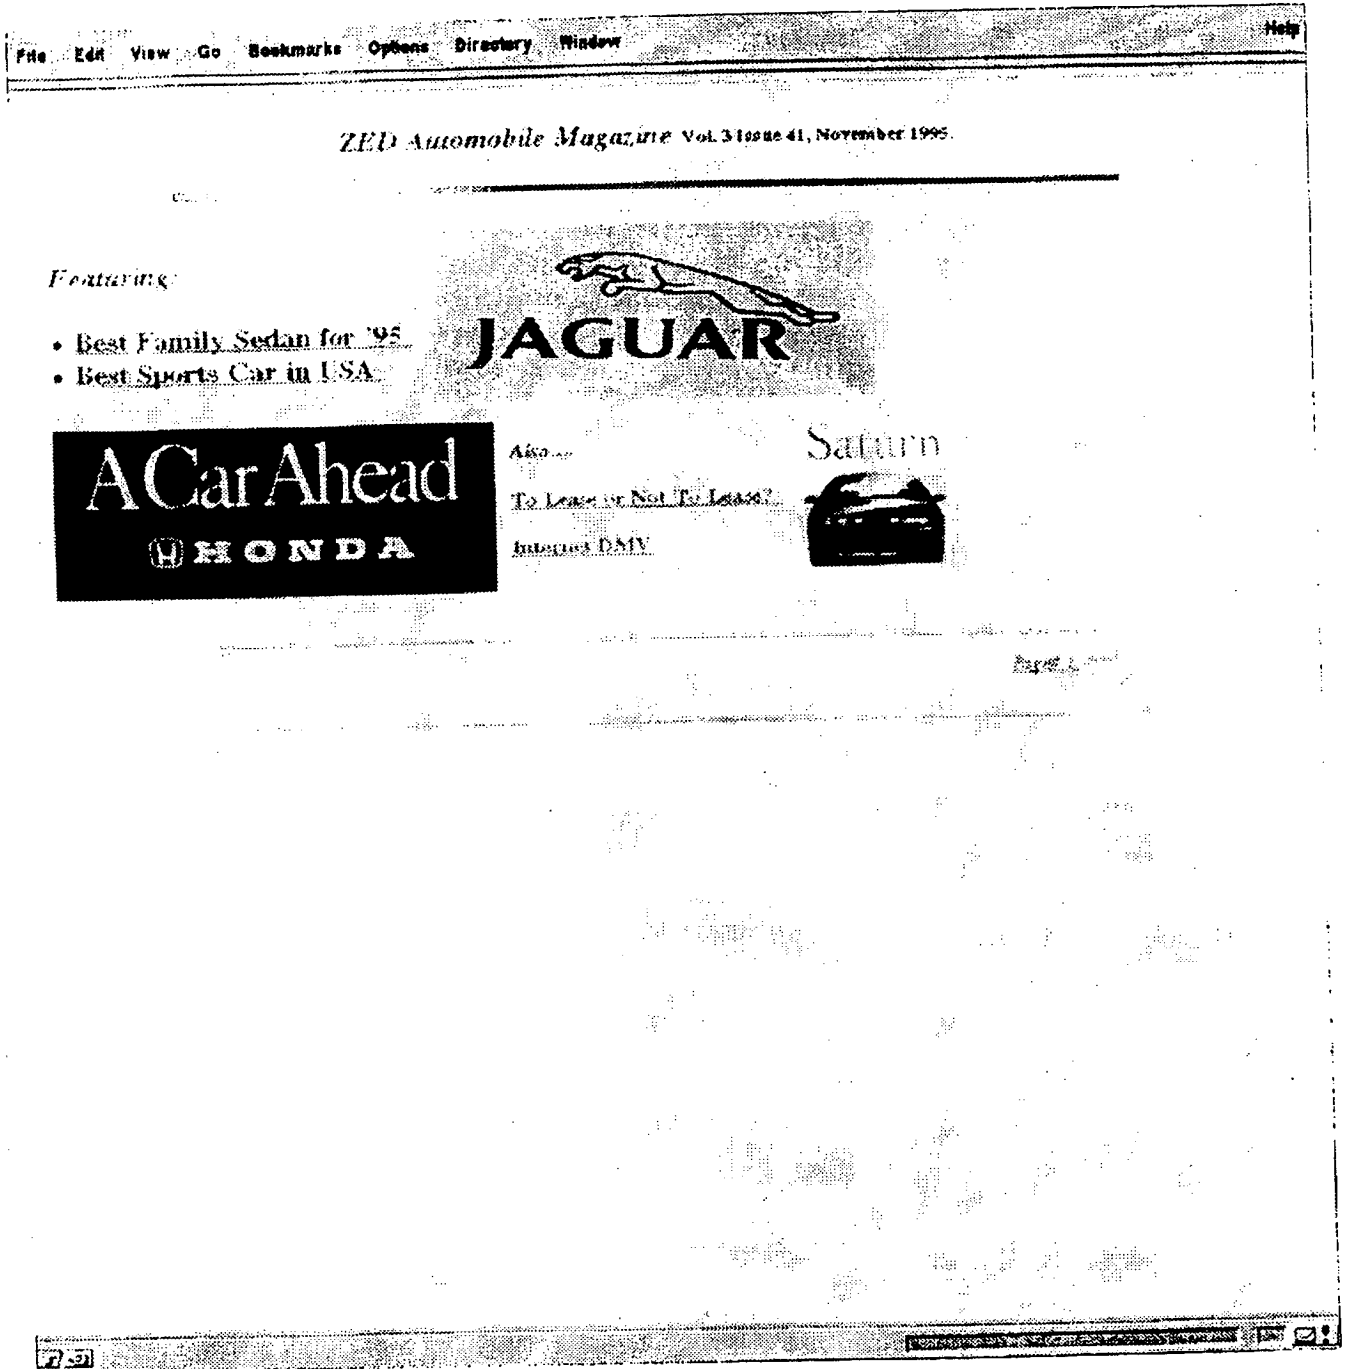 File Edit View Go Bookmarks Options Directory Window Help
ZED Automobile Magazine Vol. 3 Issue 41, November 1995.
Featuring:
• Best Family Sedan for '95
• Best Sports Car in USA
JAGUAR
A Car Ahead
HONDA
Also...
To Lease or Not To Lease?
Internet DMV
Saturn